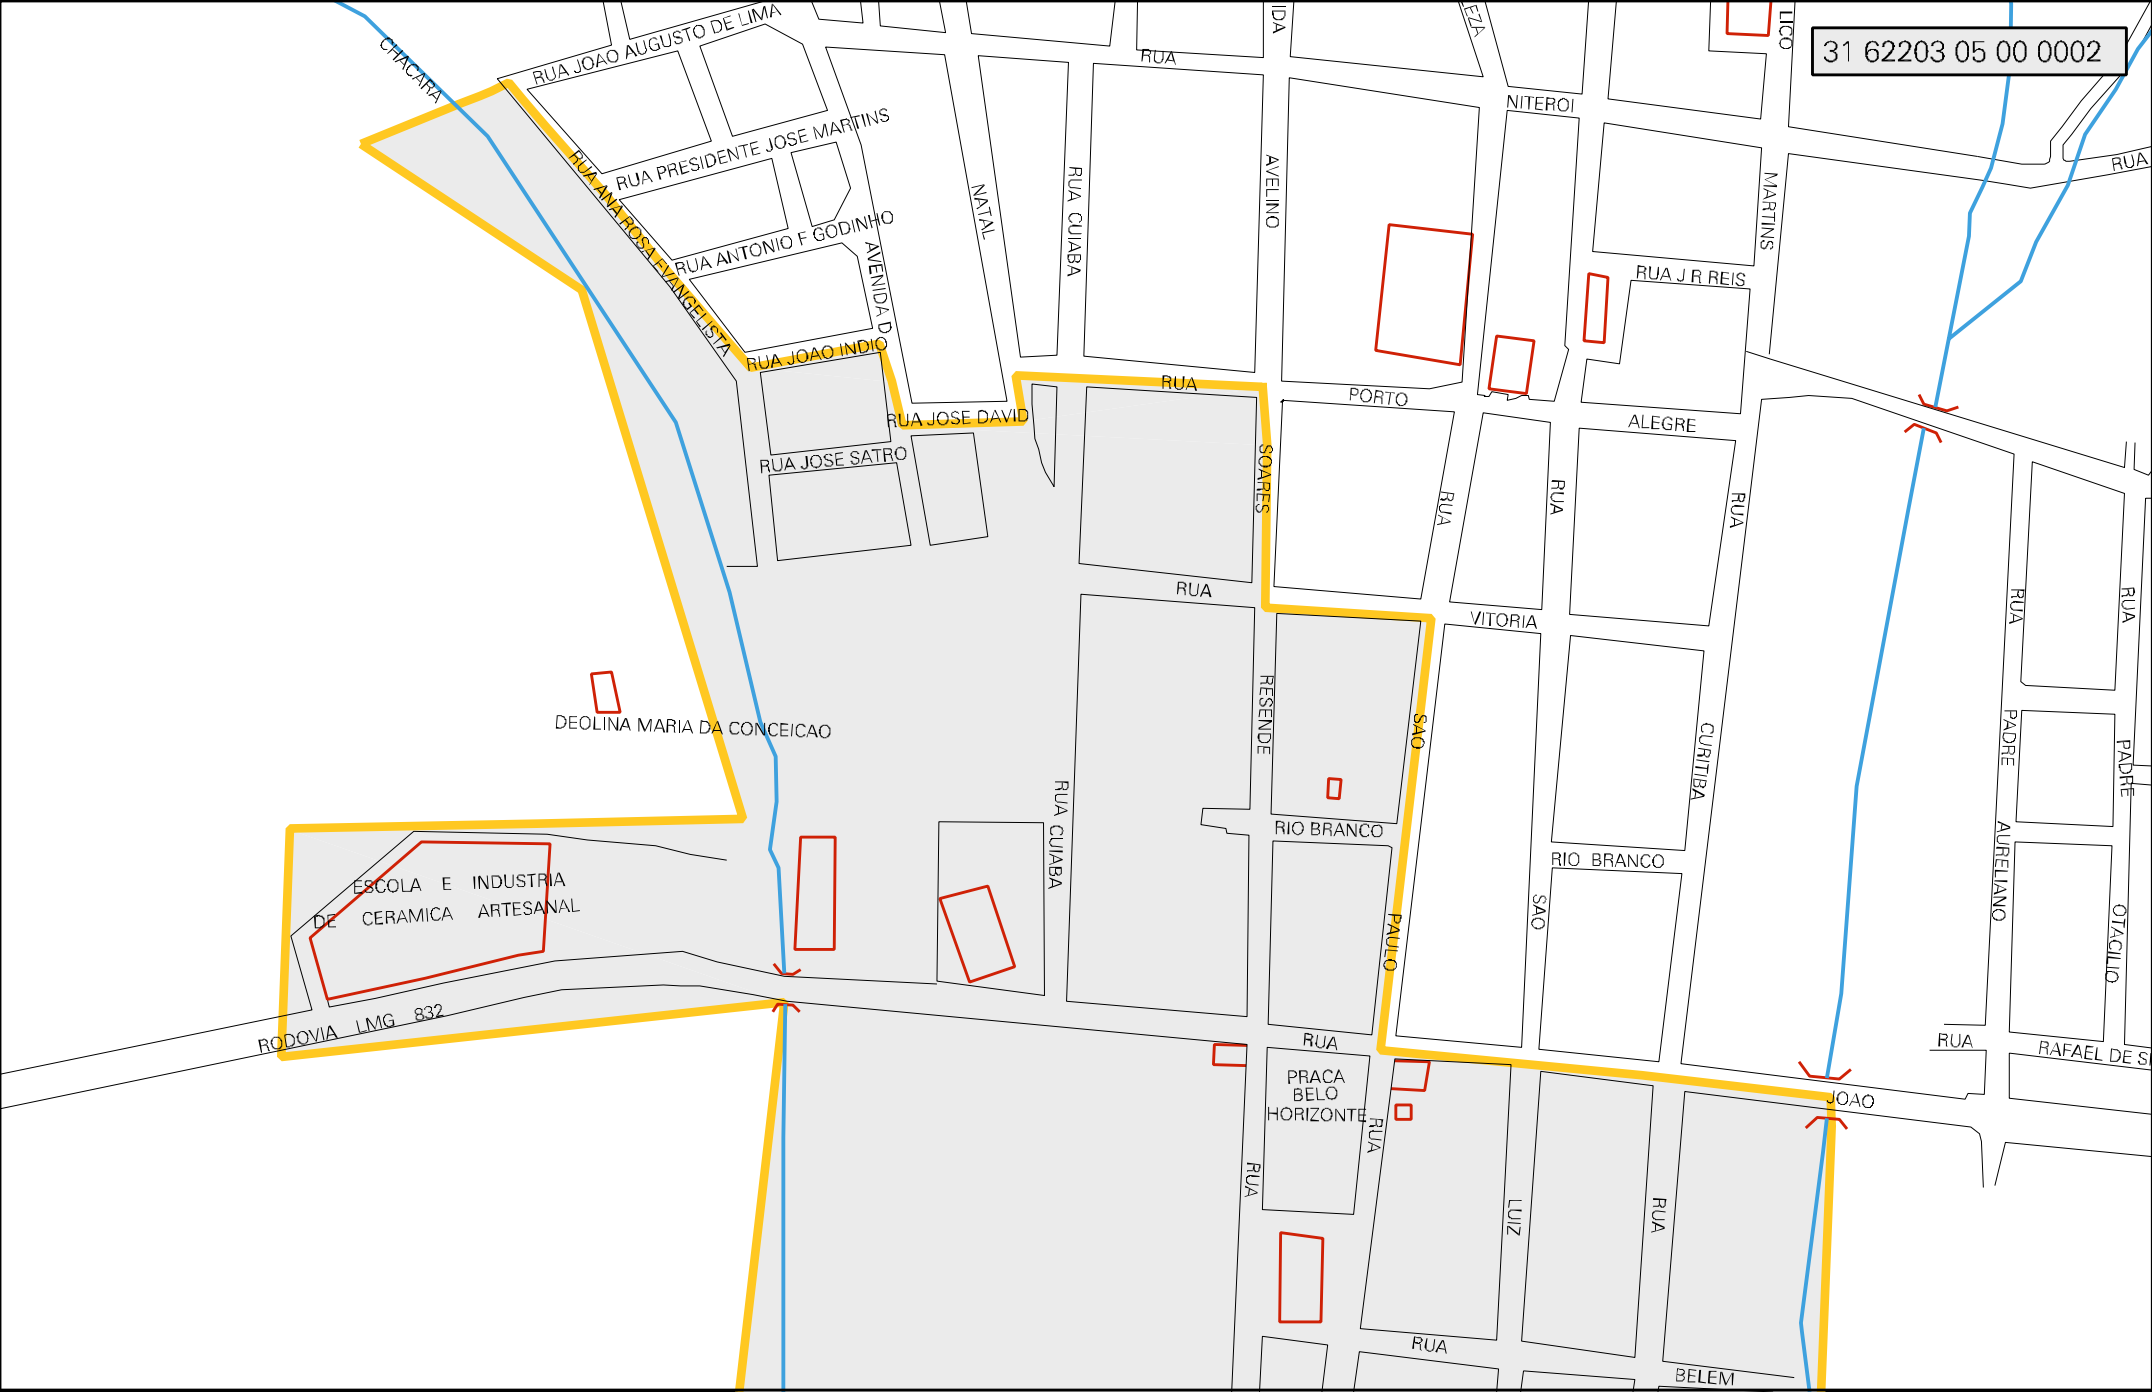 31 62203 05 00 0002
CHACARA
RUA JOAO AUGUSTO DE LIMA
IDA
EZA
LICO
RUA
NITEROI
RUA
RUA PRESIDENTE JOSE MARTINS
RUA ANA ROSA EVANGELISTA
RUA ANTONIO F GODINHO
AVENIDA D
NATAL
RUA CUIABA
AVELINO
MARTINS
RUA J R REIS
RUA JOAO INDIO
RUA
PORTO
ALEGRE
RUA JOSE DAVID
RUA JOSE SATRO
SOARES
RUA
RUA
RUA
RUA
VITORIA
RUA
RUA
DEOLINA MARIA DA CONCEICAO
RESENDE
SAO
CURITIBA
PADRE
PADRE
RUA CUIABA
RIO BRANCO
RIO BRANCO
AURELIANO
ESCOLA E INDUSTRIA
DE CERAMICA ARTESANAL
PAULO
SAO
OTACILIO
RODOVIA LMG 832
RUA
RUA
RAFAEL DE S
PRACA
BELO
HORIZONTE
JOAO
RUA
RUA
LUIZ
RUA
RUA
BELEM